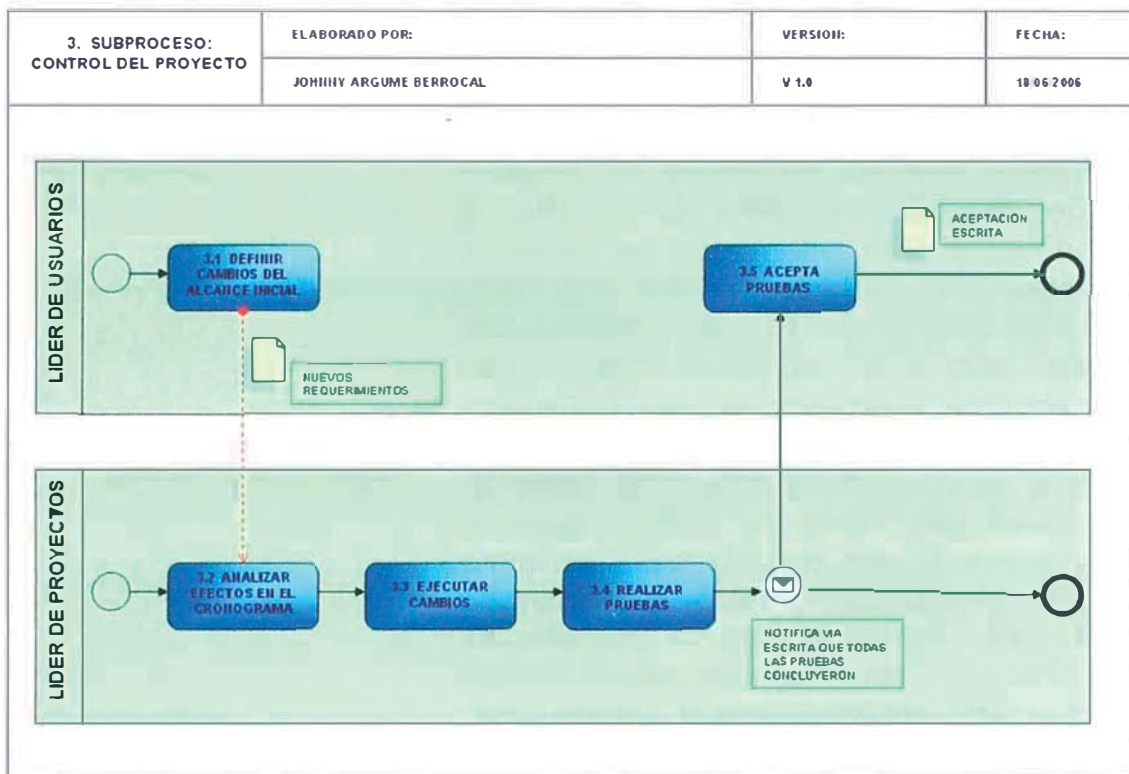 3. SUBPROCESO:
CONTROL DEL PROYECTO
ELABORADO POR:
VERSION:
FECHA:
JOHNNY ARGUME BERROCAL
V 1.0
18 06 2006
LIDER DE USUARIOS
3.1 DEFINIR
CAMBIOS DEL
ALCANCE INICIAL
NUEVOS
REQUERIMIENTOS
3.5 ACEPTA
PRUEBAS
ACEPTACIÓN
ESCRITA
LIDER DE PROYECTOS
3.2 ANALIZAR
EFECTOS EN EL
CRONOGRAMA
3.3 EJECUTAR
CAMBIOS
3.4 REALIZAR
PRUEBAS
NOTIFICA VIA
ESCRITA QUE TODAS
LAS PRUEBAS
CONCLUYERON